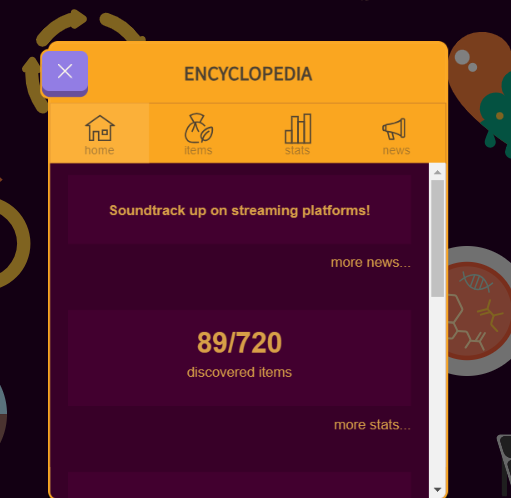 ENCYCLOPEDIA
home
items
stats
news
Soundtrack up on streaming platforms!
more news...
89/720
discovered items
more stats...